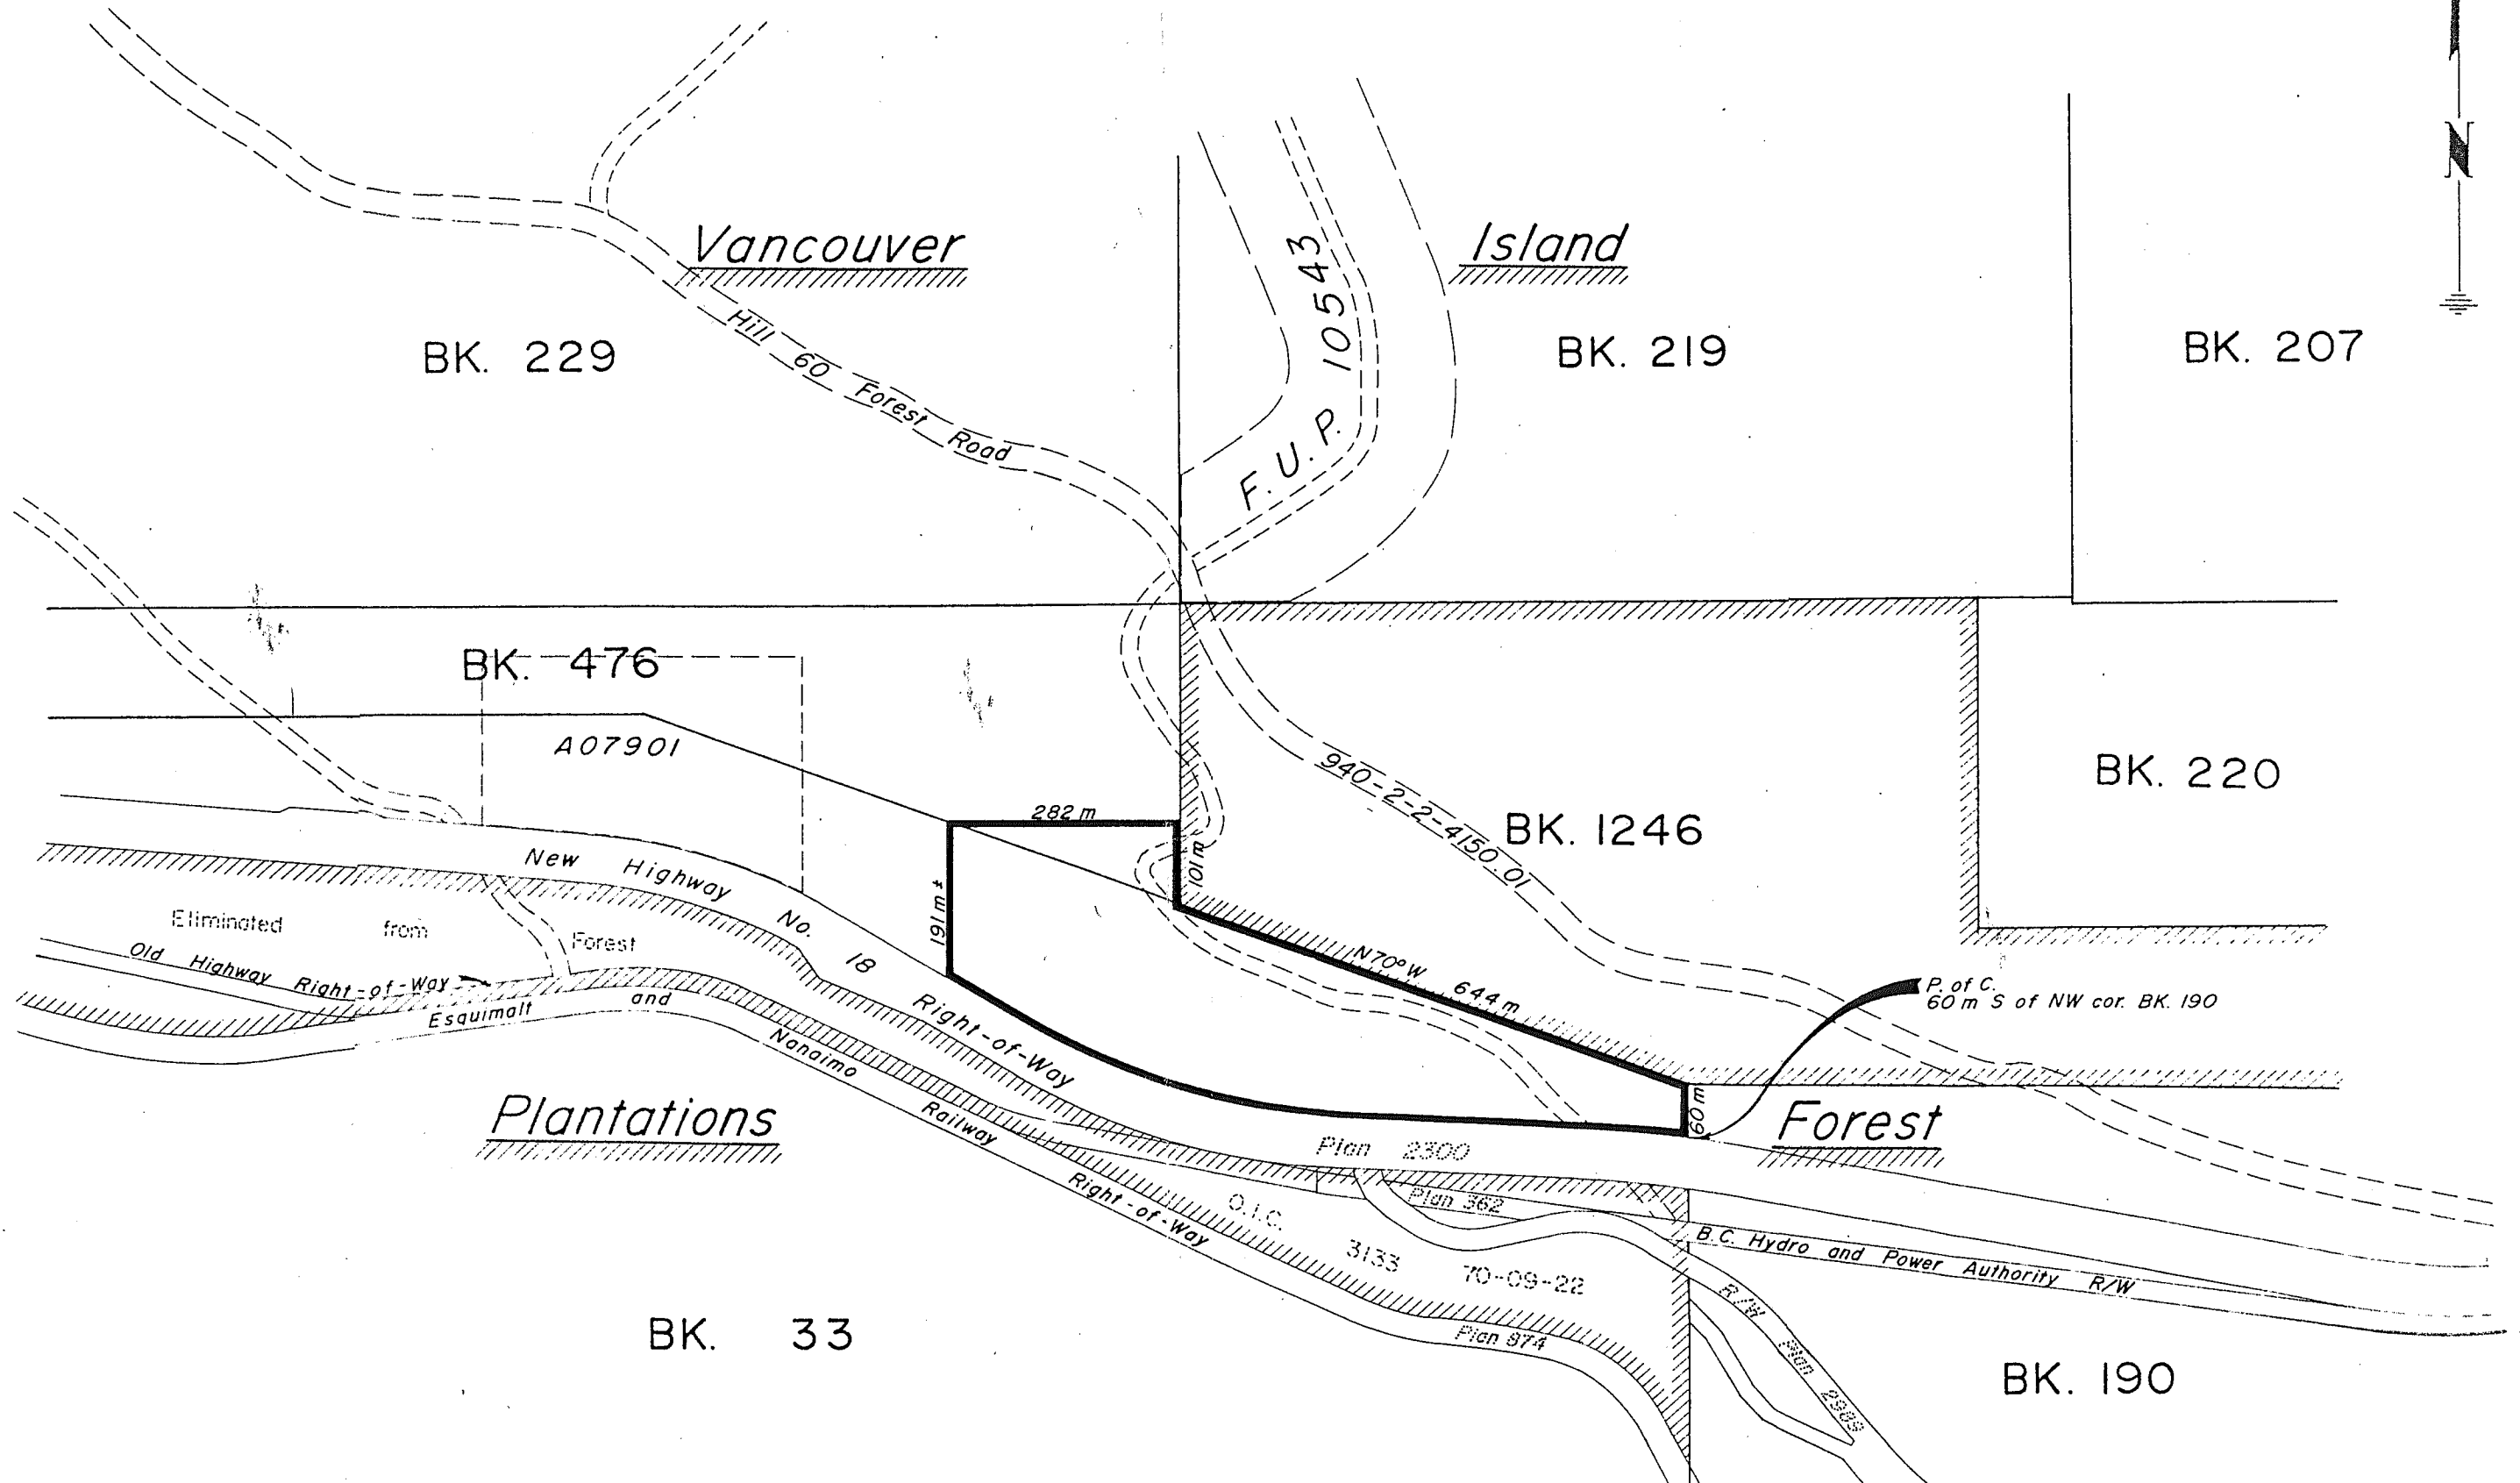 N
Vancouver
Island
F.U.P. 10543
Hill 60 Forest Road
BK. 229
BK. 219
BK. 207
BK. 476
A07901
282 m
101 m
191 m ±
940-2-2-4150.01
BK. 1246
BK. 220
New Highway No. 18 Right-of-Way
Eliminated from Forest
Old Highway Right-of-Way
N70°W 644 m
P. of C.
60 m S of NW cor. BK. 190
60 m
Esquimalt and Nanaimo Railway Right-of-Way
Plantations
Forest
Plan 2300
Plan 362
O.I.C. 3133 70-09-22
B.C. Hydro and Power Authority R/W
R/W Plan 2989
Plan 974
BK. 33
BK. 190